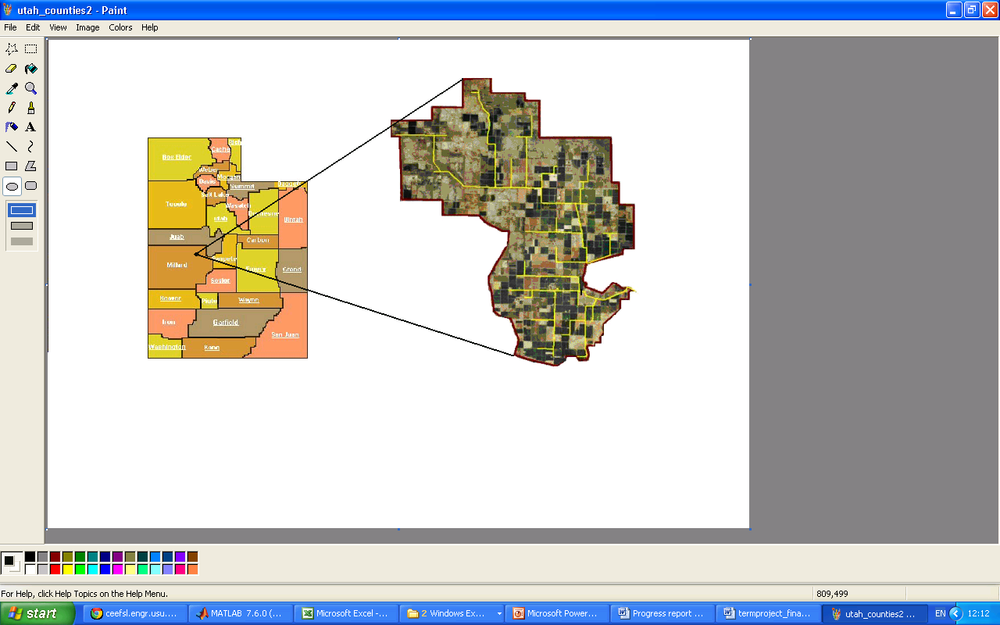 utah_counties2 - Paint
File Edit View Image Colors Help
Rich
Cache
Box Elder
Weber
Morgan
Davis
Summit
Daggett
Salt Lake
Tooele
Wasatch
Duchesne
Utah
Uintah
Juab
Carbon
Sanpete
Millard
Emery
Grand
Sevier
Beaver
Piute
Wayne
Iron
Garfield
San Juan
Washington
Kane
For Help, click Help Topics on the Help Menu.
809,499
start
ceefsl.engr.usu....
MATLAB 7.6.0 (...
Microsoft Excel -...
2 Windows Ex...
Microsoft Power...
Progress report ...
termproject_fina...
utah_counties2 ...
EN
12:12